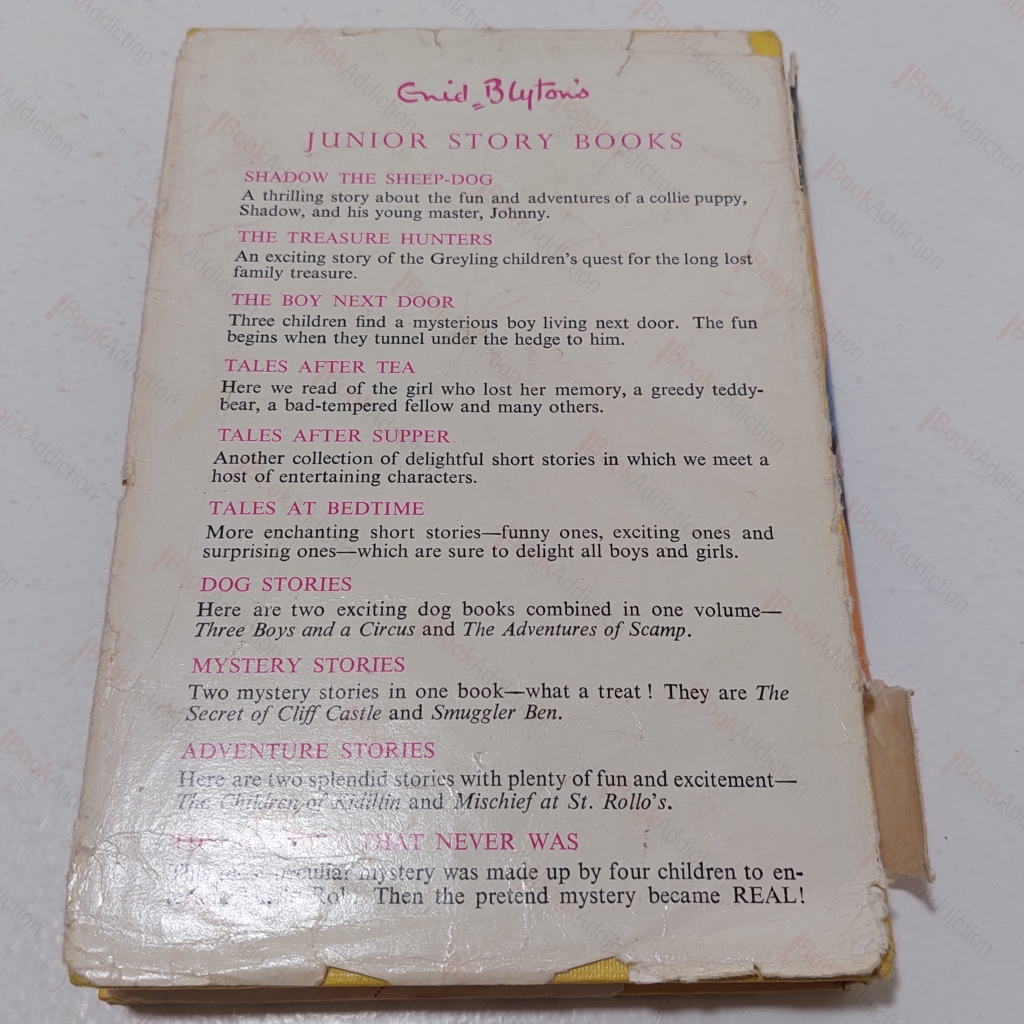 Enid Blyton's
JUNIOR STORY BOOKS
SHADOW THE SHEEP-DOG
A thrilling story about the fun and adventures of a collie puppy,
Shadow, and his young master, Johnny.
THE TREASURE HUNTERS
An exciting story of the Greyling children's quest for the long lost
family treasure.
THE BOY NEXT DOOR
Three children find a mysterious boy living next door. The fun
begins when they tunnel under the hedge to him.
TALES AFTER TEA
Here we read of the girl who lost her memory, a greedy teddy-
bear, a bad-tempered fellow and many others.
TALES AFTER SUPPER
Another collection of delightful short stories in which we meet a
host of entertaining characters.
TALES AT BEDTIME
More enchanting short stories—funny ones, exciting ones and
surprising ones—which are sure to delight all boys and girls.
DOG STORIES
Here are two exciting dog books combined in one volume—
Three Boys and a Circus and The Adventures of Scamp.
MYSTERY STORIES
Two mystery stories in one book—what a treat! They are The
Secret of Cliff Castle and Smuggler Ben.
ADVENTURE STORIES
Here are two splendid stories with plenty of fun and excitement—
The Children of Kidillin and Mischief at St. Rollo's.
THAT NEVER WAS
peculiar mystery was made up by four children to en-
Then the pretend mystery became REAL!
BookAddiction